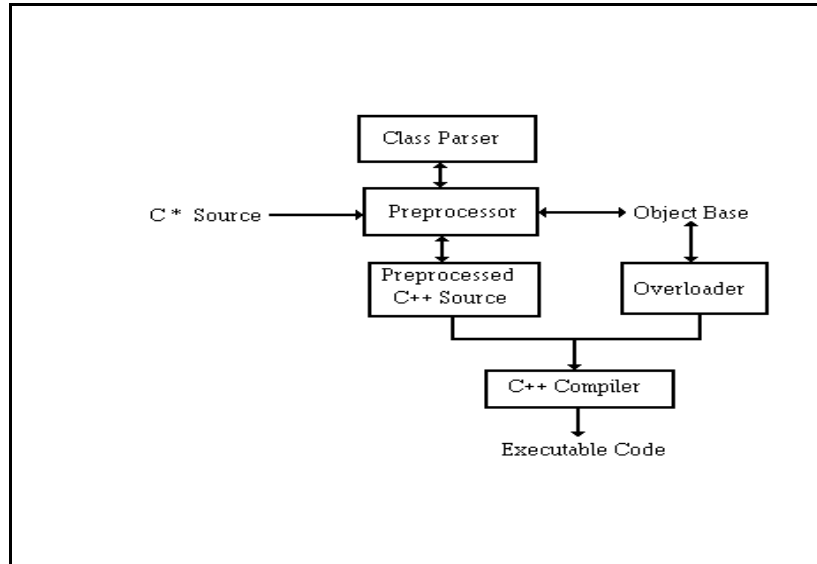 Class Parser
C * Source
Preprocessor
Object Base
Preprocessed
C++ Source
Overloader
C++ Compiler
Executable Code